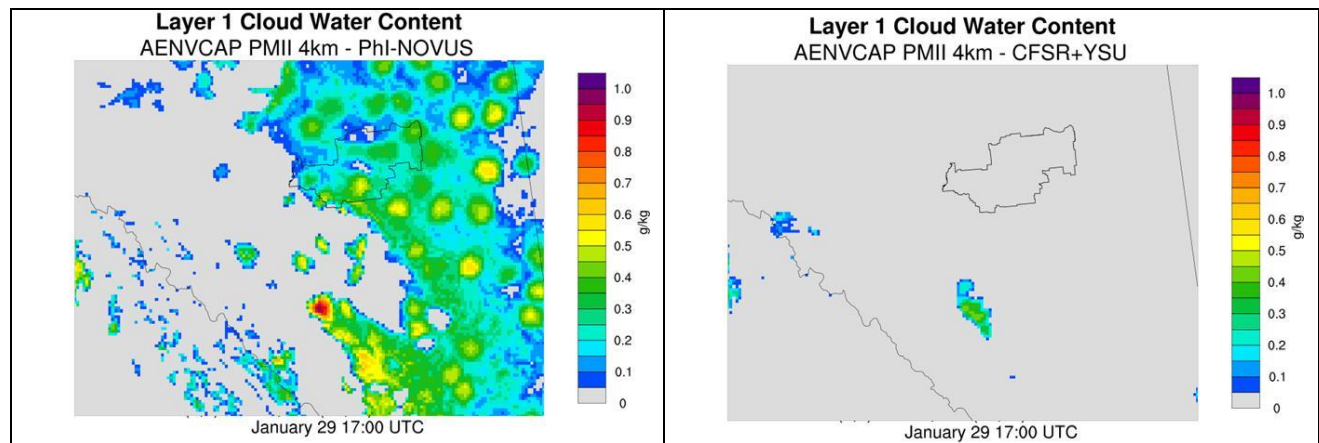 Layer 1 Cloud Water Content
AENVCAP PMII 4km - PhI-NOVUS
1.0
0.9
0.8
0.7
0.6
0.5
0.4
0.3
0.2
0.1
0
g/kg
January 29 17:00 UTC
Layer 1 Cloud Water Content
AENVCAP PMII 4km - CFSR+YSU
1.0
0.9
0.8
0.7
0.6
0.5
0.4
0.3
0.2
0.1
0
g/kg
January 29 17:00 UTC